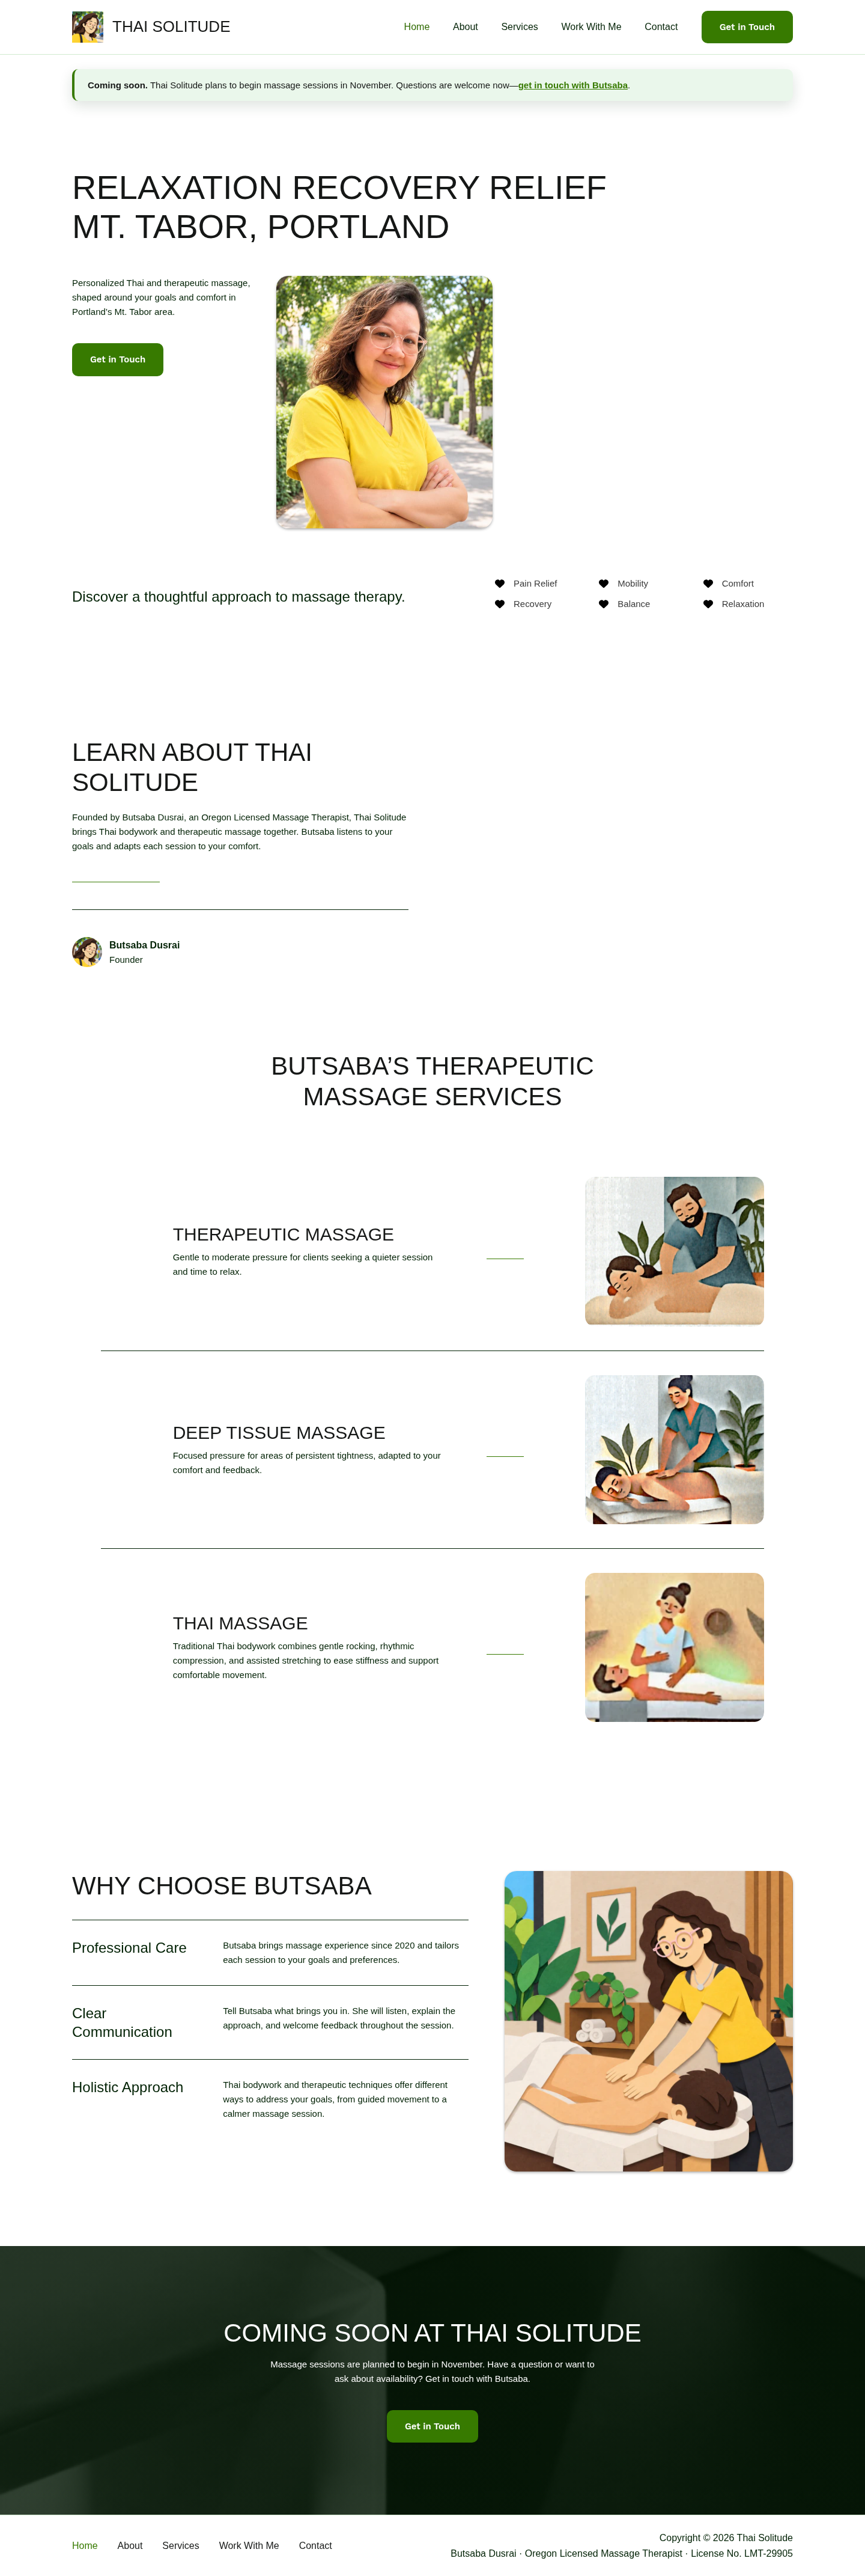 THAI SOLITUDE
Home About Services Work With Me Contact Get in Touch
Coming soon. Thai Solitude plans to begin massage sessions in November. Questions are welcome now—get in touch with Butsaba.
RELAXATION RECOVERY RELIEF
MT. TABOR, PORTLAND
Personalized Thai and therapeutic massage,
shaped around your goals and comfort in
Portland's Mt. Tabor area.
Get in Touch
Discover a thoughtful approach to massage therapy.
Pain Relief Mobility Comfort
Recovery Balance Relaxation
LEARN ABOUT THAI
SOLITUDE
Founded by Butsaba Dusrai, an Oregon Licensed Massage Therapist, Thai Solitude
brings Thai bodywork and therapeutic massage together. Butsaba listens to your
goals and adapts each session to your comfort.
Butsaba Dusrai
Founder
BUTSABA’S THERAPEUTIC
MASSAGE SERVICES
THERAPEUTIC MASSAGE
Gentle to moderate pressure for clients seeking a quieter session
and time to relax.
DEEP TISSUE MASSAGE
Focused pressure for areas of persistent tightness, adapted to your
comfort and feedback.
THAI MASSAGE
Traditional Thai bodywork combines gentle rocking, rhythmic
compression, and assisted stretching to ease stiffness and support
comfortable movement.
WHY CHOOSE BUTSABA
Professional Care
Butsaba brings massage experience since 2020 and tailors
each session to your goals and preferences.
Clear
Communication
Tell Butsaba what brings you in. She will listen, explain the
approach, and welcome feedback throughout the session.
Holistic Approach
Thai bodywork and therapeutic techniques offer different
ways to address your goals, from guided movement to a
calmer massage session.
COMING SOON AT THAI SOLITUDE
Massage sessions are planned to begin in November. Have a question or want to
ask about availability? Get in touch with Butsaba.
Get in Touch
Home About Services Work With Me Contact
Copyright © 2026 Thai Solitude
Butsaba Dusrai · Oregon Licensed Massage Therapist · License No. LMT-29905